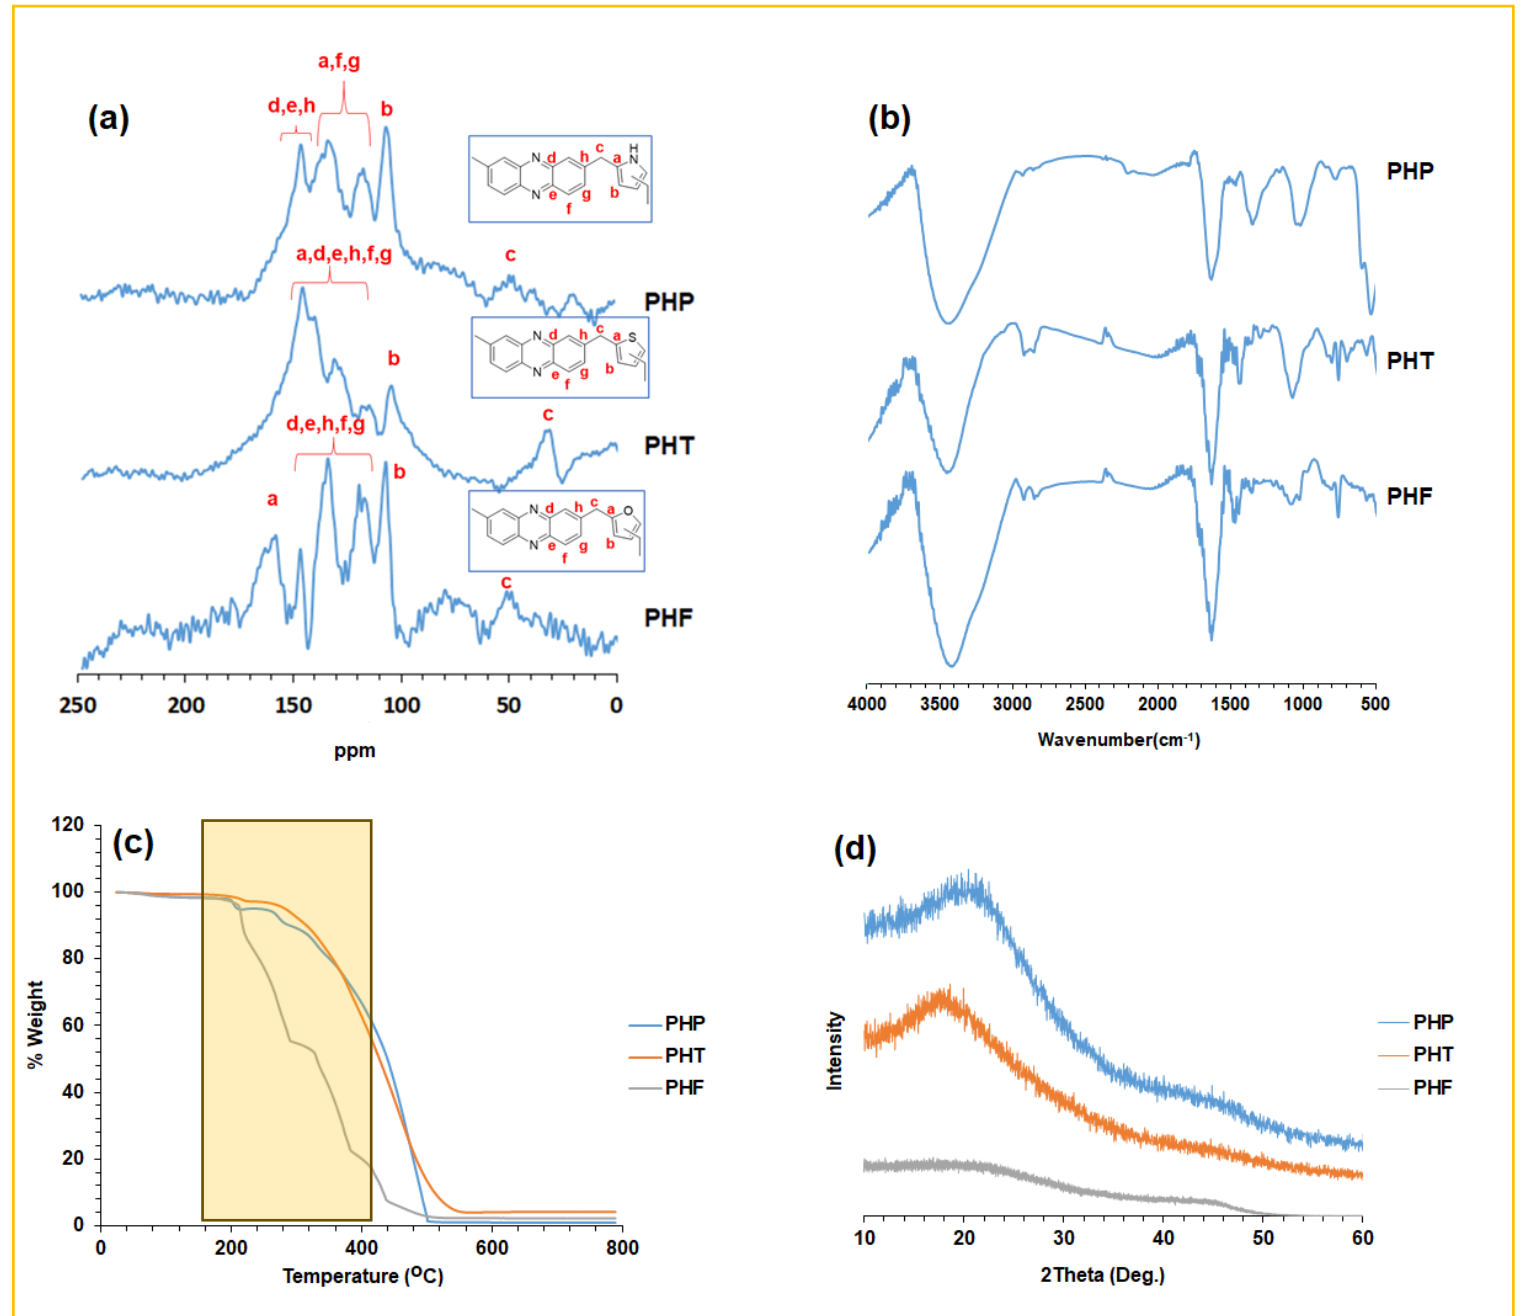 (a)
a,f,g
d,e,h
b
c
N d h c a H N
N e g b
f
PHP
a,d,e,h,f,g
b
c
N d h c a S
N e g b
f
PHT
d,e,h,f,g
a
b
c
N d h c a O
N e g b
f
PHF
250 200 150 100 50 0
ppm
(b)
PHP
PHT
PHF
4000 3500 3000 2500 2000 1500 1000 500
Wavenumber(cm-1)
(c)
120
100
80
60
40
20
0
% Weight
0 200 400 600 800
Temperature (OC)
PHP
PHT
PHF
(d)
Intensity
10 20 30 40 50 60
2Theta (Deg.)
PHP
PHT
PHF